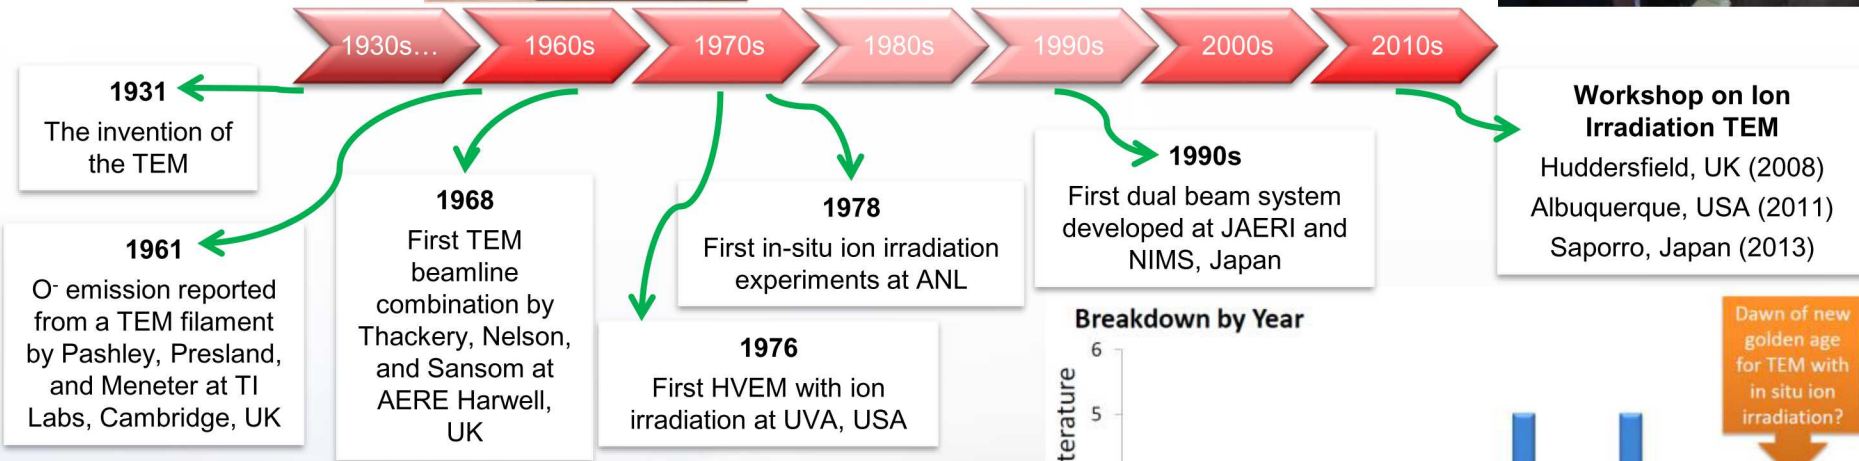 1930s...
1960s
1970s
1980s
1990s
2000s
2010s
1931
The invention of
the TEM
1961
O- emission reported
from a TEM filament
by Pashley, Presland,
and Meneter at TI
Labs, Cambridge, UK
1968
First TEM
beamline
combination by
Thackery, Nelson,
and Sansom at
AERE Harwell,
UK
1976
First HVEM with ion
irradiation at UVA, USA
1978
First in-situ ion irradiation
experiments at ANL
1990s
First dual beam system
developed at JAERI and
NIMS, Japan
Workshop on Ion
Irradiation TEM
Huddersfield, UK (2008)
Albuquerque, USA (2011)
Saporro, Japan (2013)
Breakdown by Year
6
5
Dawn of new
golden age
for TEM with
in situ ion
irradiation?